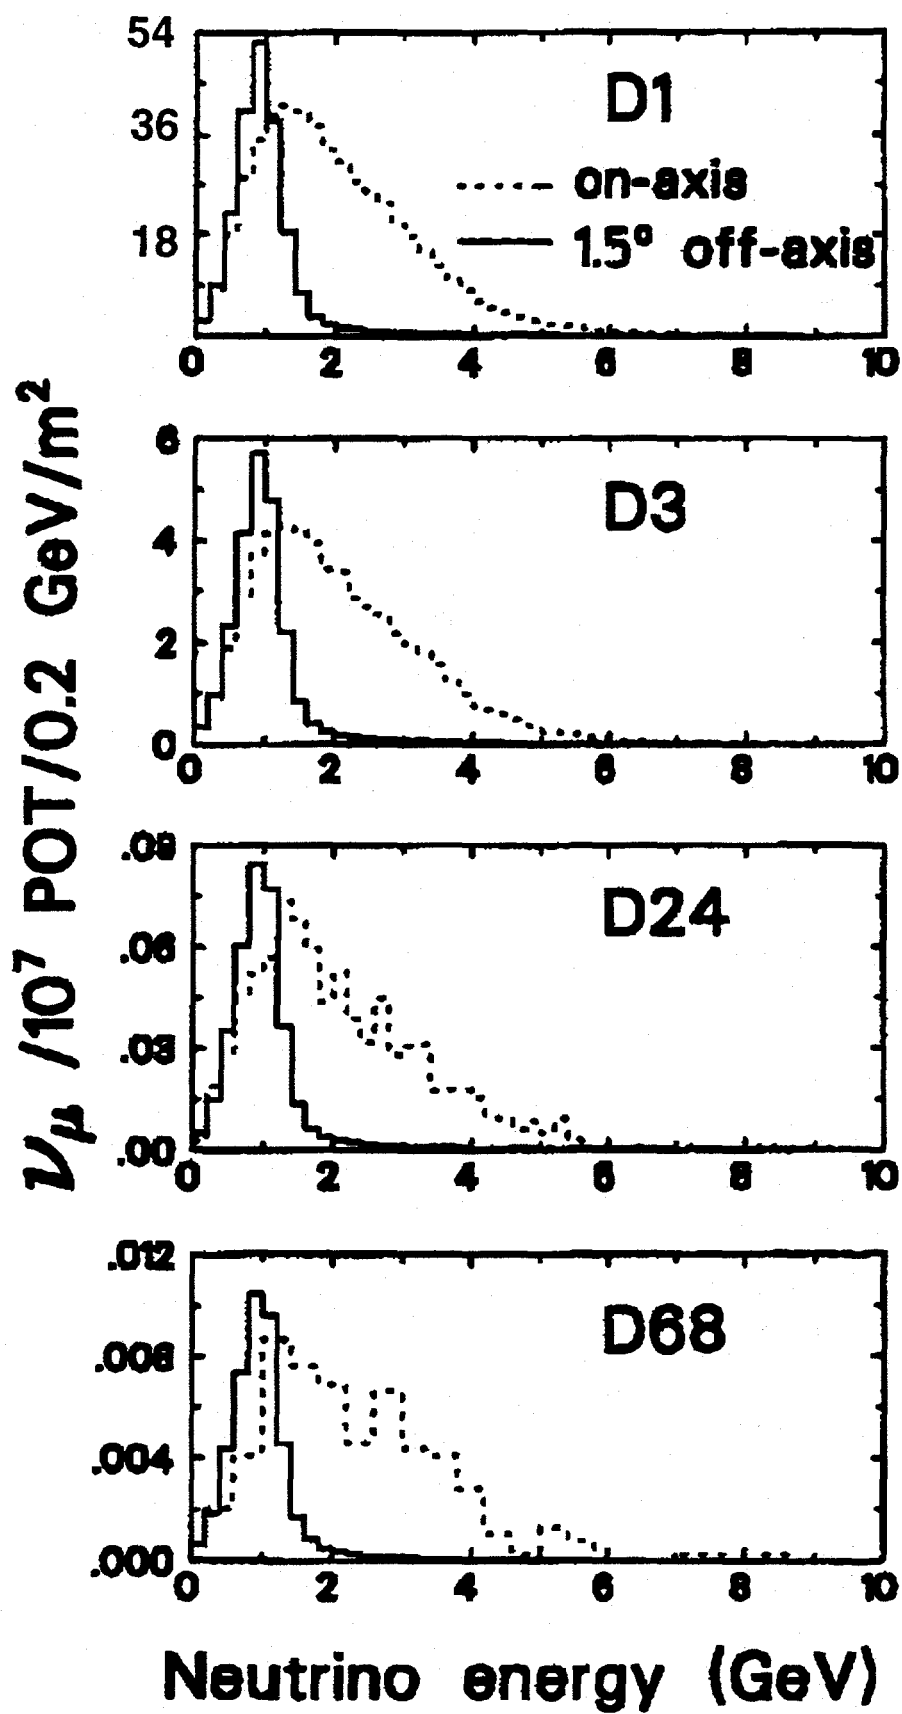 ν_μ /10⁷ POT/0.2 GeV/m²
54
36
18
D1
on-axis
1.5° off-axis
0 2 4 6 8 10
6
4
2
0
D3
0 2 4 6 8 10
.09
.06
.03
.00
D24
0 2 4 6 8 10
.012
.008
.004
.000
D68
0 2 4 6 8 10
Neutrino energy (GeV)